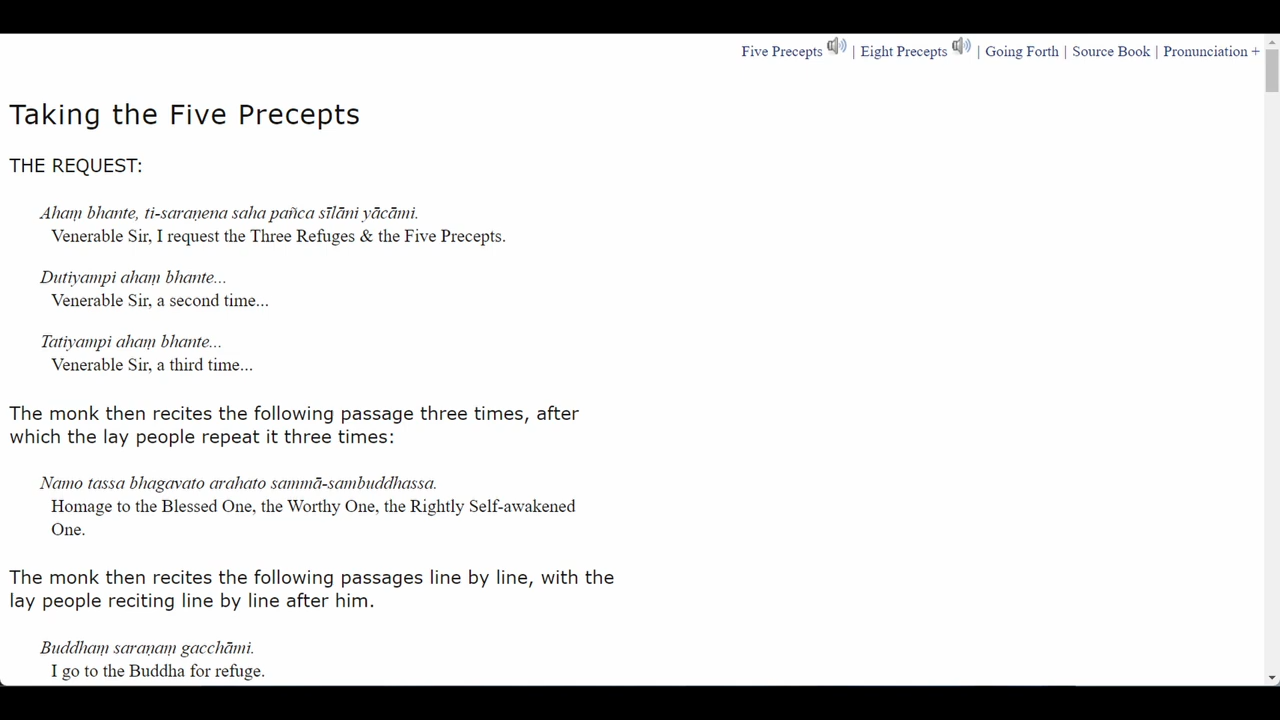 Five Precepts | Eight Precepts | Going Forth | Source Book | Pronunciation +
Taking the Five Precepts
THE REQUEST:
Ahaṃ bhante, ti-saraṇena saha pañca sīlāni yācāmi.
Venerable Sir, I request the Three Refuges & the Five Precepts.
Dutiyampi ahaṃ bhante...
Venerable Sir, a second time...
Tatiyampi ahaṃ bhante...
Venerable Sir, a third time...
The monk then recites the following passage three times, after
which the lay people repeat it three times:
Namo tassa bhagavato arahato sammā-sambuddhassa.
Homage to the Blessed One, the Worthy One, the Rightly Self-awakened
One.
The monk then recites the following passages line by line, with the
lay people reciting line by line after him.
Buddhaṃ saraṇaṃ gacchāmi.
I go to the Buddha for refuge.